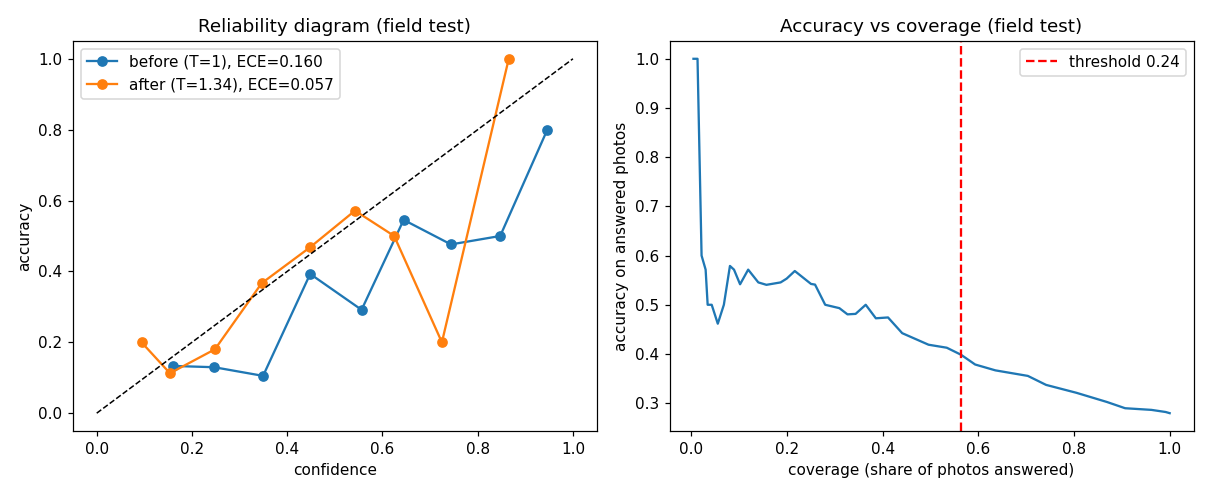 Reliability diagram (field test)
before (T=1), ECE=0.160
after (T=1.34), ECE=0.057
accuracy
1.0
0.8
0.6
0.4
0.2
0.0
0.0 0.2 0.4 0.6 0.8 1.0
confidence
Accuracy vs coverage (field test)
threshold 0.24
accuracy on answered photos
1.0
0.9
0.8
0.7
0.6
0.5
0.4
0.3
0.0 0.2 0.4 0.6 0.8 1.0
coverage (share of photos answered)